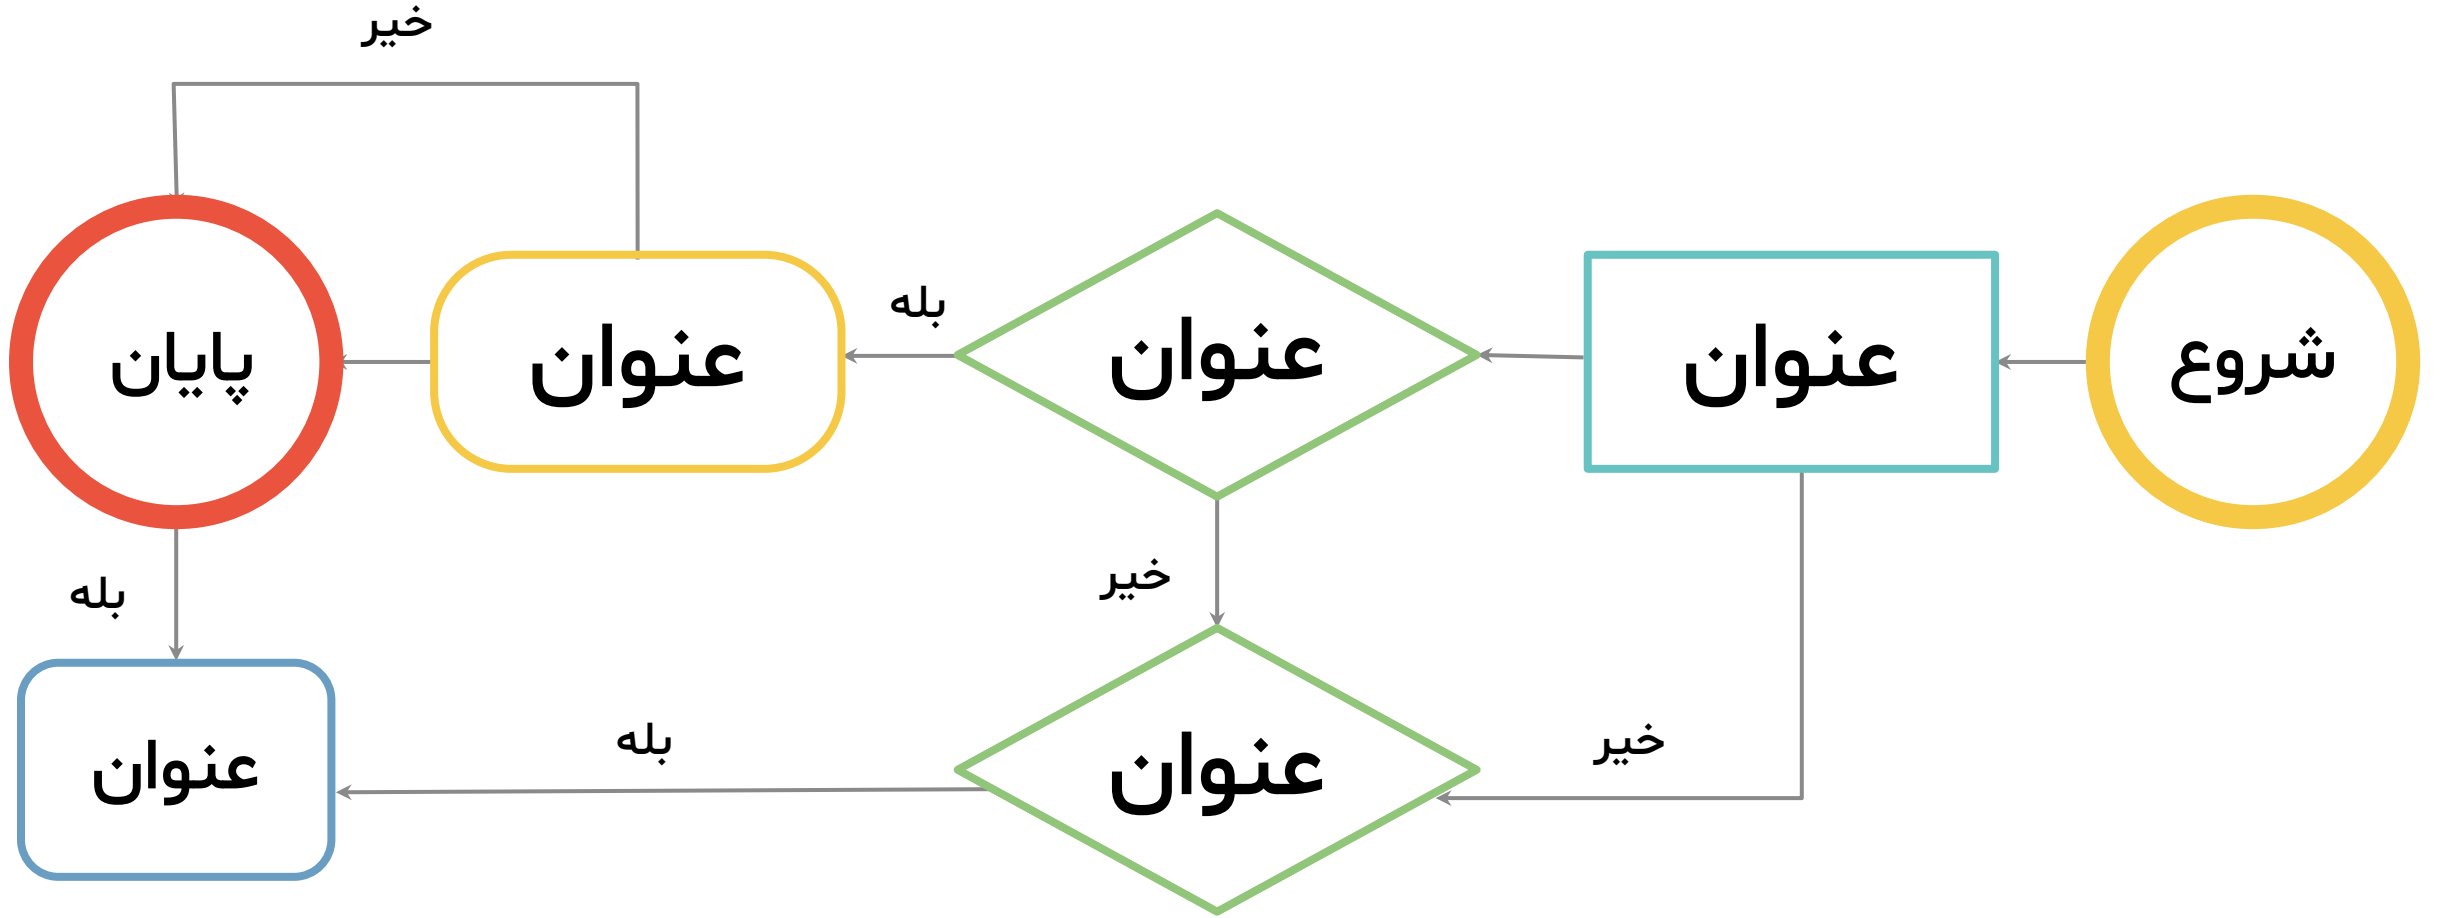 خیر
شروع
عنوان
عنوان
بله
عنوان
پایان
خیر
بله
خیر
عنوان
بله
عنوان